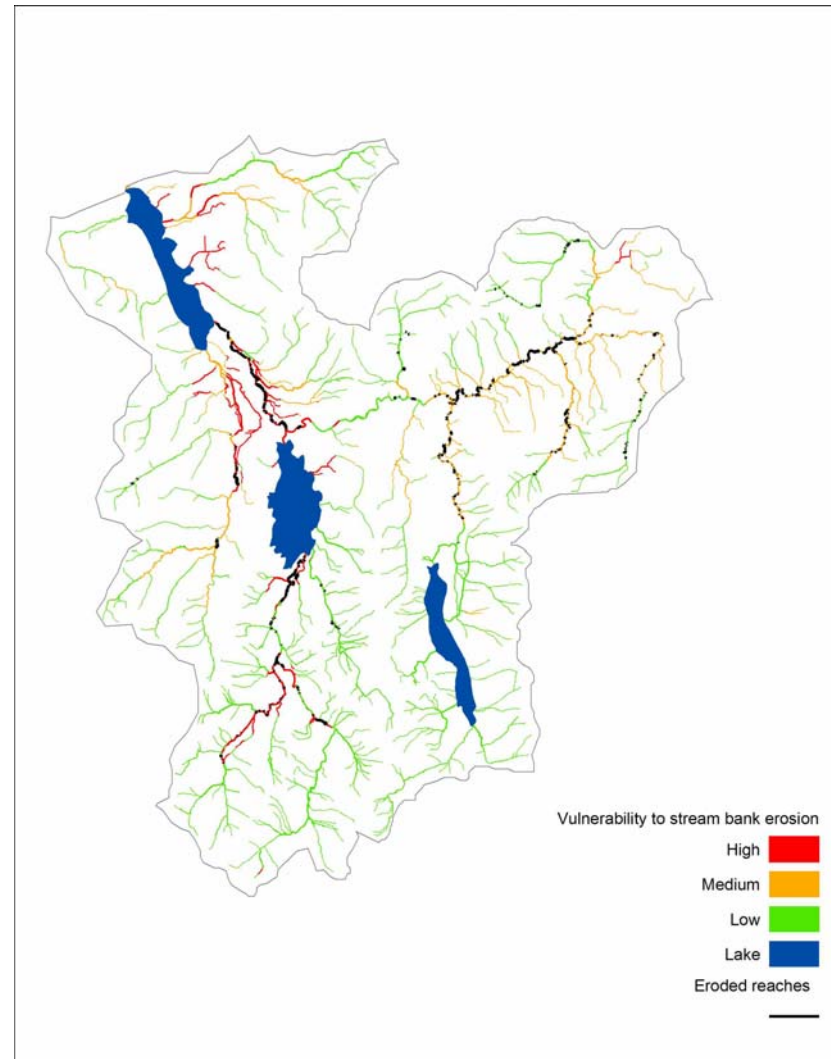 Vulnerability to stream bank erosion
High
Medium
Low
Lake
Eroded reaches